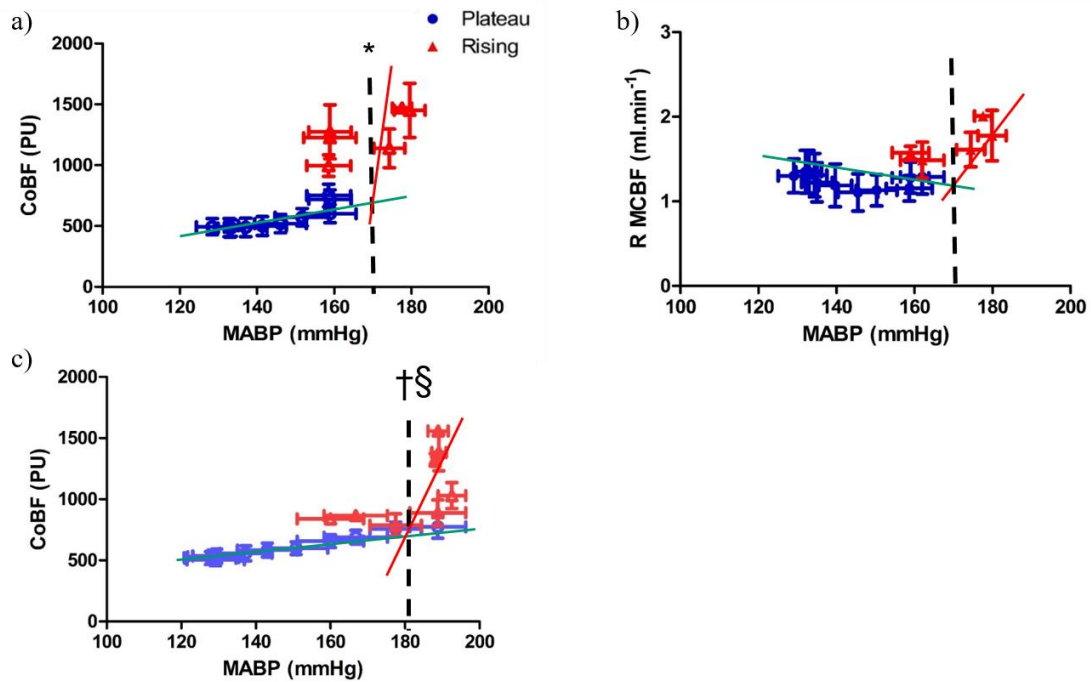 a)
Plateau
Rising
*
CoBF (PU)
2000
1500
1000
500
0
100 120 140 160 180 200
MABP (mmHg)
b)
R MCBF (ml.min⁻¹)
3
2
1
0
100 120 140 160 180 200
MABP (mmHg)
c)
†§
CoBF (PU)
2000
1500
1000
500
0
100 120 140 160 180 200
MABP (mmHg)